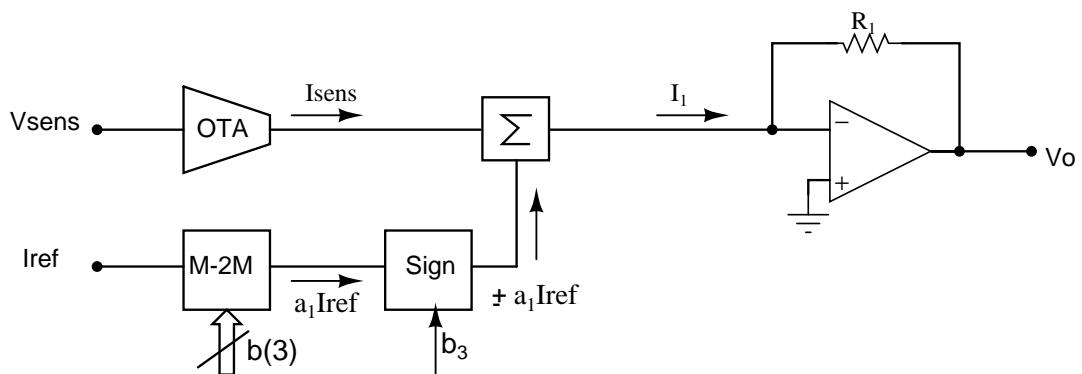 R₁
Vsens
OTA
Isens
Σ
I₁
−
+
Vo
Iref
M-2M
a₁Iref
Sign
± a₁Iref
b(3)
b₃